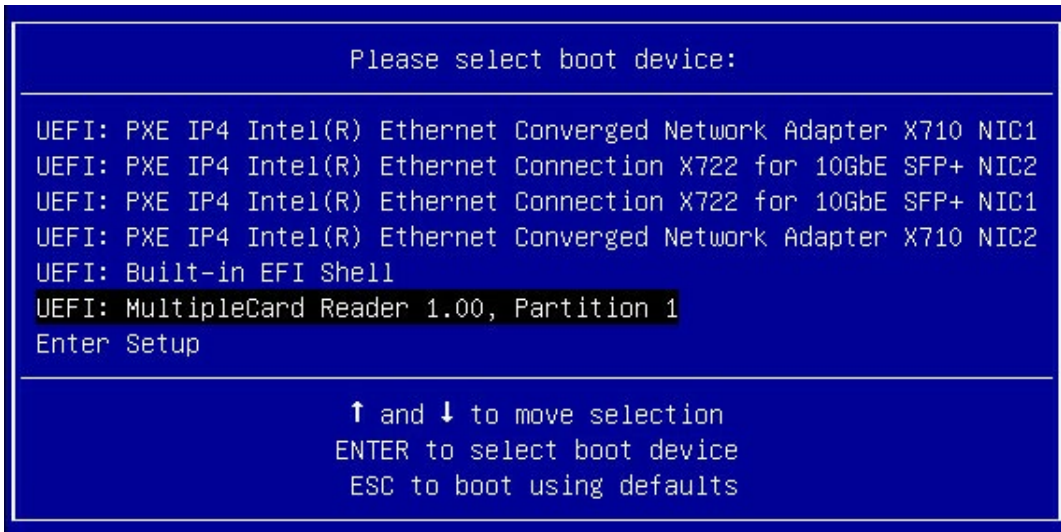 Please select boot device:
UEFI: PXE IP4 Intel(R) Ethernet Converged Network Adapter X710 NIC1
UEFI: PXE IP4 Intel(R) Ethernet Connection X722 for 10GbE SFP+ NIC2
UEFI: PXE IP4 Intel(R) Ethernet Connection X722 for 10GbE SFP+ NIC1
UEFI: PXE IP4 Intel(R) Ethernet Converged Network Adapter X710 NIC2
UEFI: Built-in EFI Shell
UEFI: MultipleCard Reader 1.00, Partition 1
Enter Setup
↑ and ↓ to move selection
ENTER to select boot device
ESC to boot using defaults